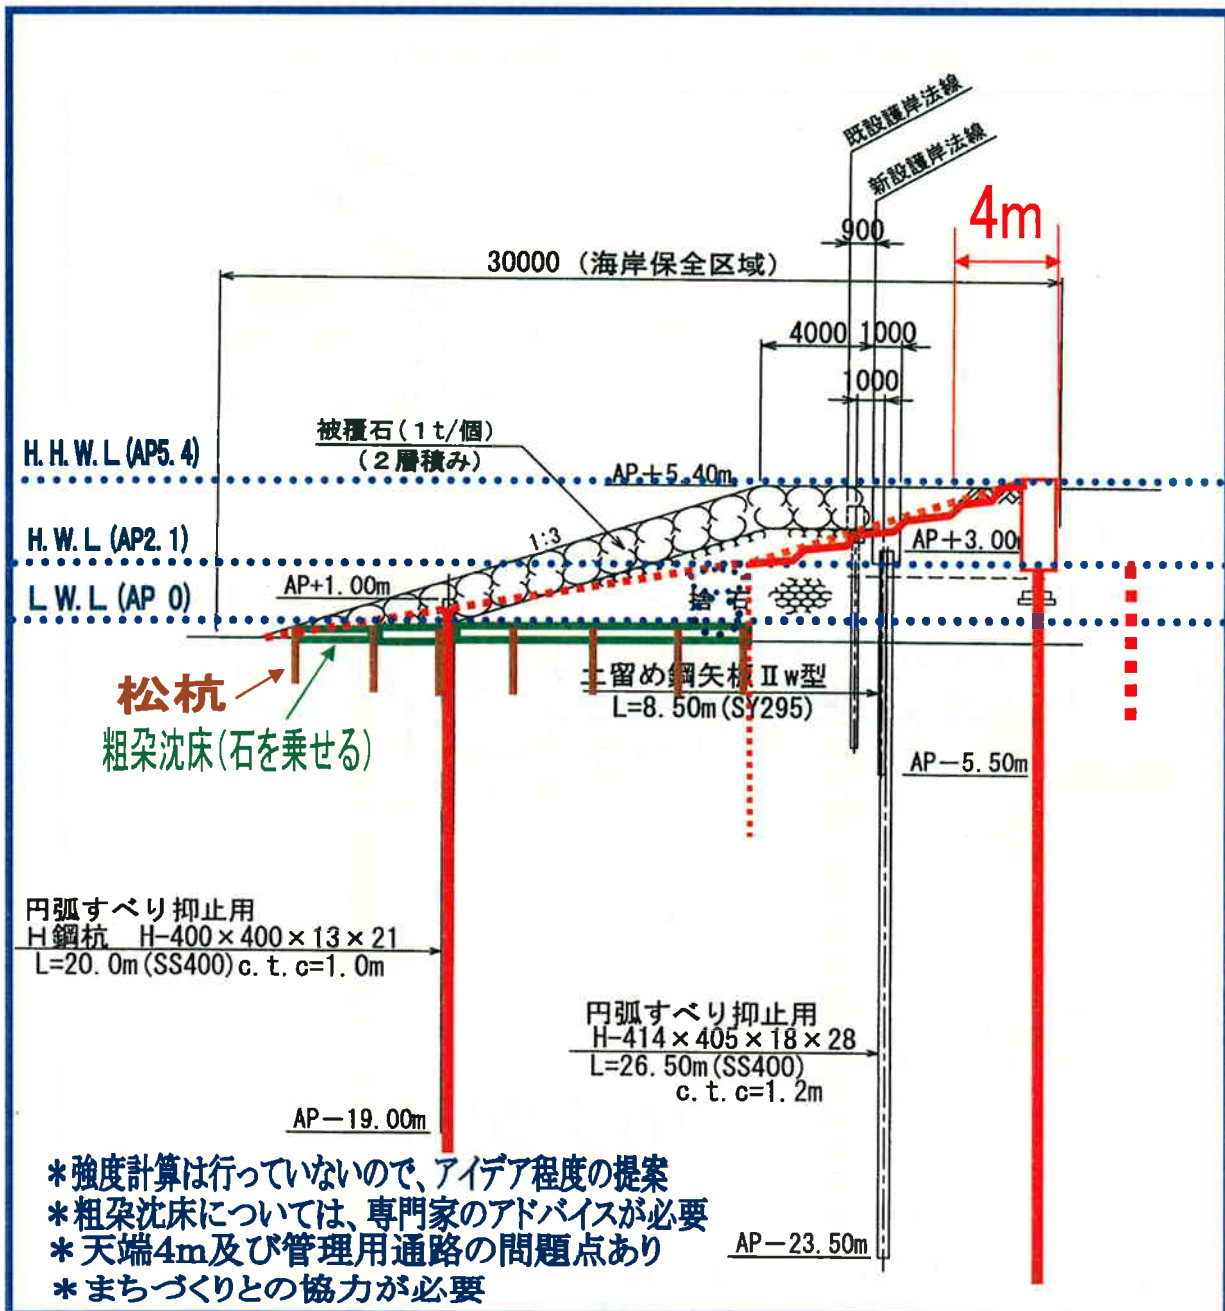 既設護岸法線
新設護岸法線
4m
900
30000 (海岸保全区域)
4000
1000
1000
被覆石(1t/個)
(2層積み)
H.H.W.L(AP5.4)
AP+5.40m
1:3
H.W.L(AP2.1)
AP+3.00
AP+1.00m
L.W.L(AP 0)
捨石
松杭
土留め鋼矢板Ⅱw型
L=8.50m(SY295)
粗朶沈床(石を乗せる)
AP-5.50m
円弧すべり抑止用
H鋼杭 H-400×400×13×21
L=20.0m(SS400)c.t.c=1.0m
円弧すべり抑止用
H-414×405×18×28
L=26.50m(SS400)
c.t.c=1.2m
AP-19.00m
*強度計算は行っていないので、アイデア程度の提案
*粗朶沈床については、専門家のアドバイスが必要
*天端4m及び管理用通路の問題点あり
AP-23.50m
*まちづくりとの協力が必要